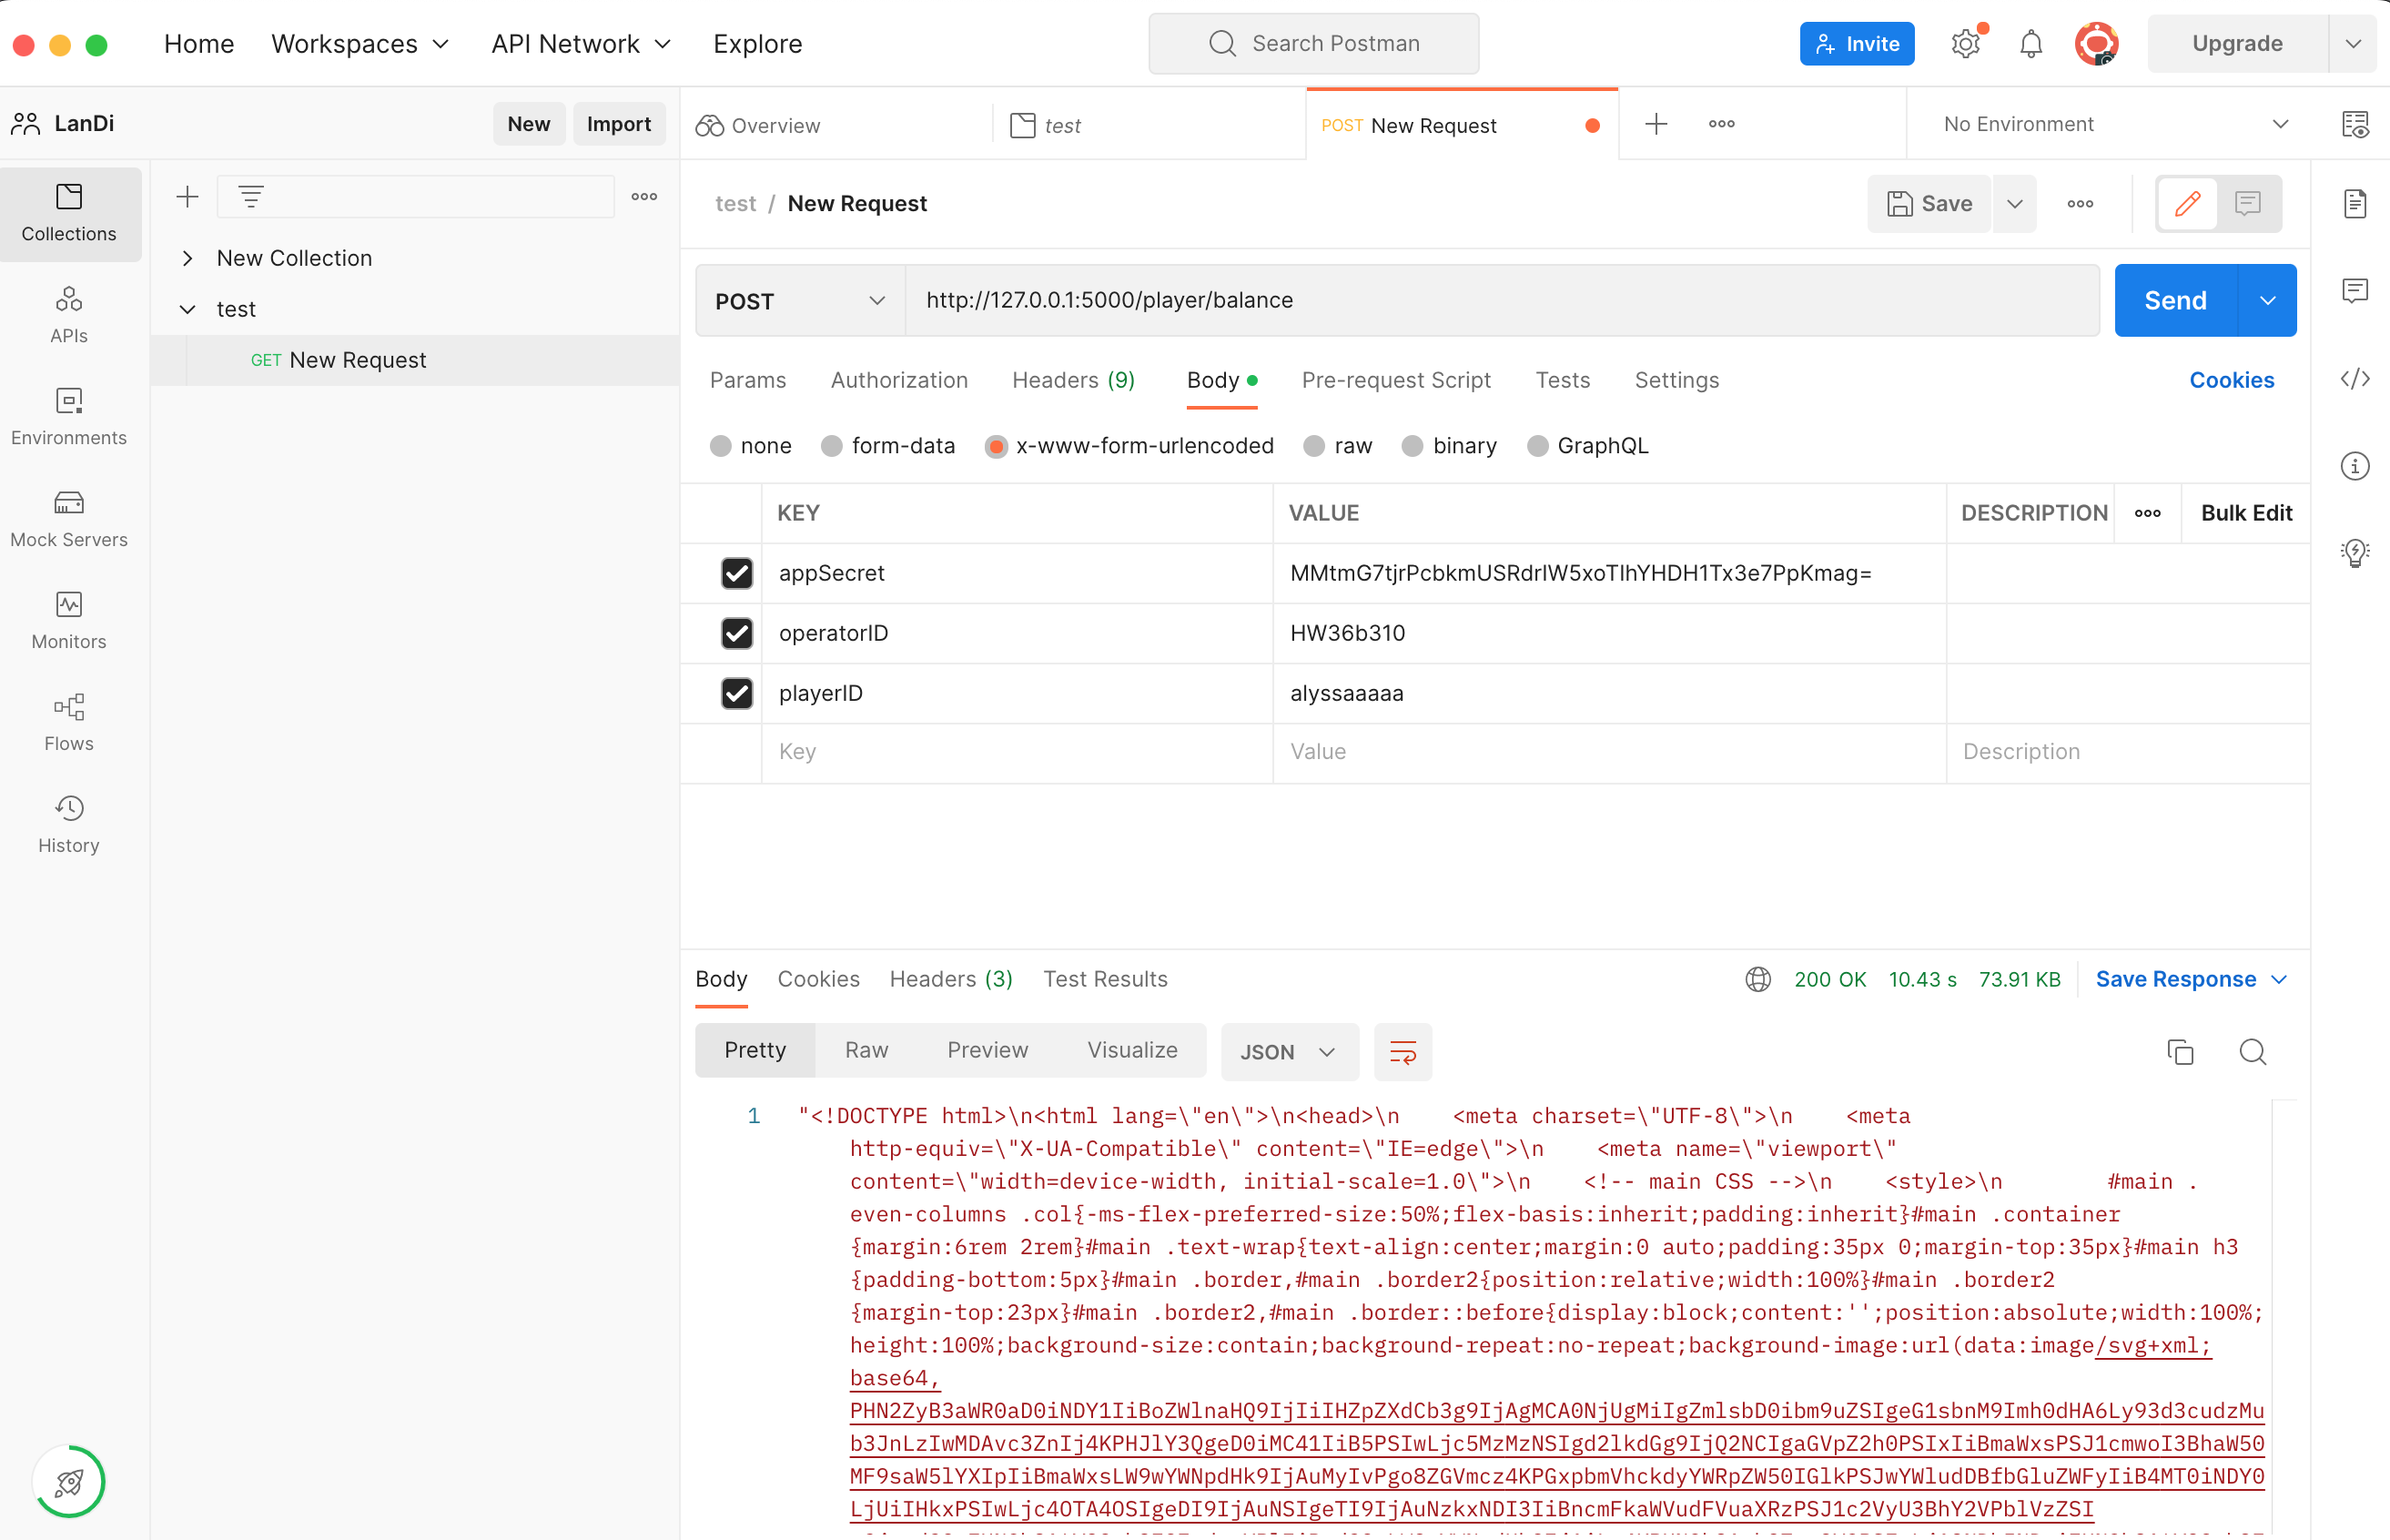 Home Workspaces API Network Explore Search Postman Invite Upgrade
LanDi New Import Overview test POST New Request No Environment
Collections
APIs
Environments
Mock Servers
Monitors
Flows
History
New Collection
test
GET New Request
test / New Request Save
POST http://127.0.0.1:5000/player/balance Send
Params Authorization Headers (9) Body Pre-request Script Tests Settings Cookies
none form-data x-www-form-urlencoded raw binary GraphQL
KEY VALUE DESCRIPTION Bulk Edit
appSecret MMtmG7tjrPcbkmUSRdrIW5xoTIhYHDH1Tx3e7PpKmag=
operatorID HW36b310
playerID alyssaaaaa
Key Value Description
Body Cookies Headers (3) Test Results 200 OK 10.43 s 73.91 KB Save Response
Pretty Raw Preview Visualize JSON
1 "<!DOCTYPE html>\n<html lang=\"en\">\n<head>\n    <meta charset=\"UTF-8\">\n    <meta
http-equiv=\"X-UA-Compatible\" content=\"IE=edge\">\n    <meta name=\"viewport\"
content=\"width=device-width, initial-scale=1.0\">\n    <!-- main CSS -->\n    <style>\n        #main .
even-columns .col{-ms-flex-preferred-size:50%;flex-basis:inherit;padding:inherit}#main .container
{margin:6rem 2rem}#main .text-wrap{text-align:center;margin:0 auto;padding:35px 0;margin-top:35px}#main h3
{padding-bottom:5px}#main .border,#main .border2{position:relative;width:100%}#main .border2
{margin-top:23px}#main .border2,#main .border::before{display:block;content:'';position:absolute;width:100%;
height:100%;background-size:contain;background-repeat:no-repeat;background-image:url(data:image/svg+xml;
base64,
PHN2ZyB3aWR0aD0iNDY1IiBoZWlnaHQ9IjIiIHZpZXdCb3g9IjAgMCA0NjUgMiIgZmlsbD0ibm9uZSIgeG1sbnM9Imh0dHA6Ly93d3cudzMu
b3JnLzIwMDAvc3ZnIj4KPHJlY3QgeD0iMC41IiB5PSIwLjc5MzMzNSIgd2lkdGg9IjQ2NCIgaGVpZ2h0PSIxIiBmaWxsPSJ1cmwoI3BhaW50
MF9saW5lYXIpIiBmaWxsLW9wYWNpdHk9IjAuMyIvPgo8ZGVmcz4KPGxpbmVhckdyYWRpZW50IGlkPSJwYWludDBfbGluZWFyIiB4MT0iNDY0
LjUiIHkxPSIwLjc4OTA4OSIgeDI9IjAuNSIgeTI9IjAuNzkxNDI3IiBncmFkaWVudFVuaXRzPSJ1c2VyU3BhY2VPblVzZSI